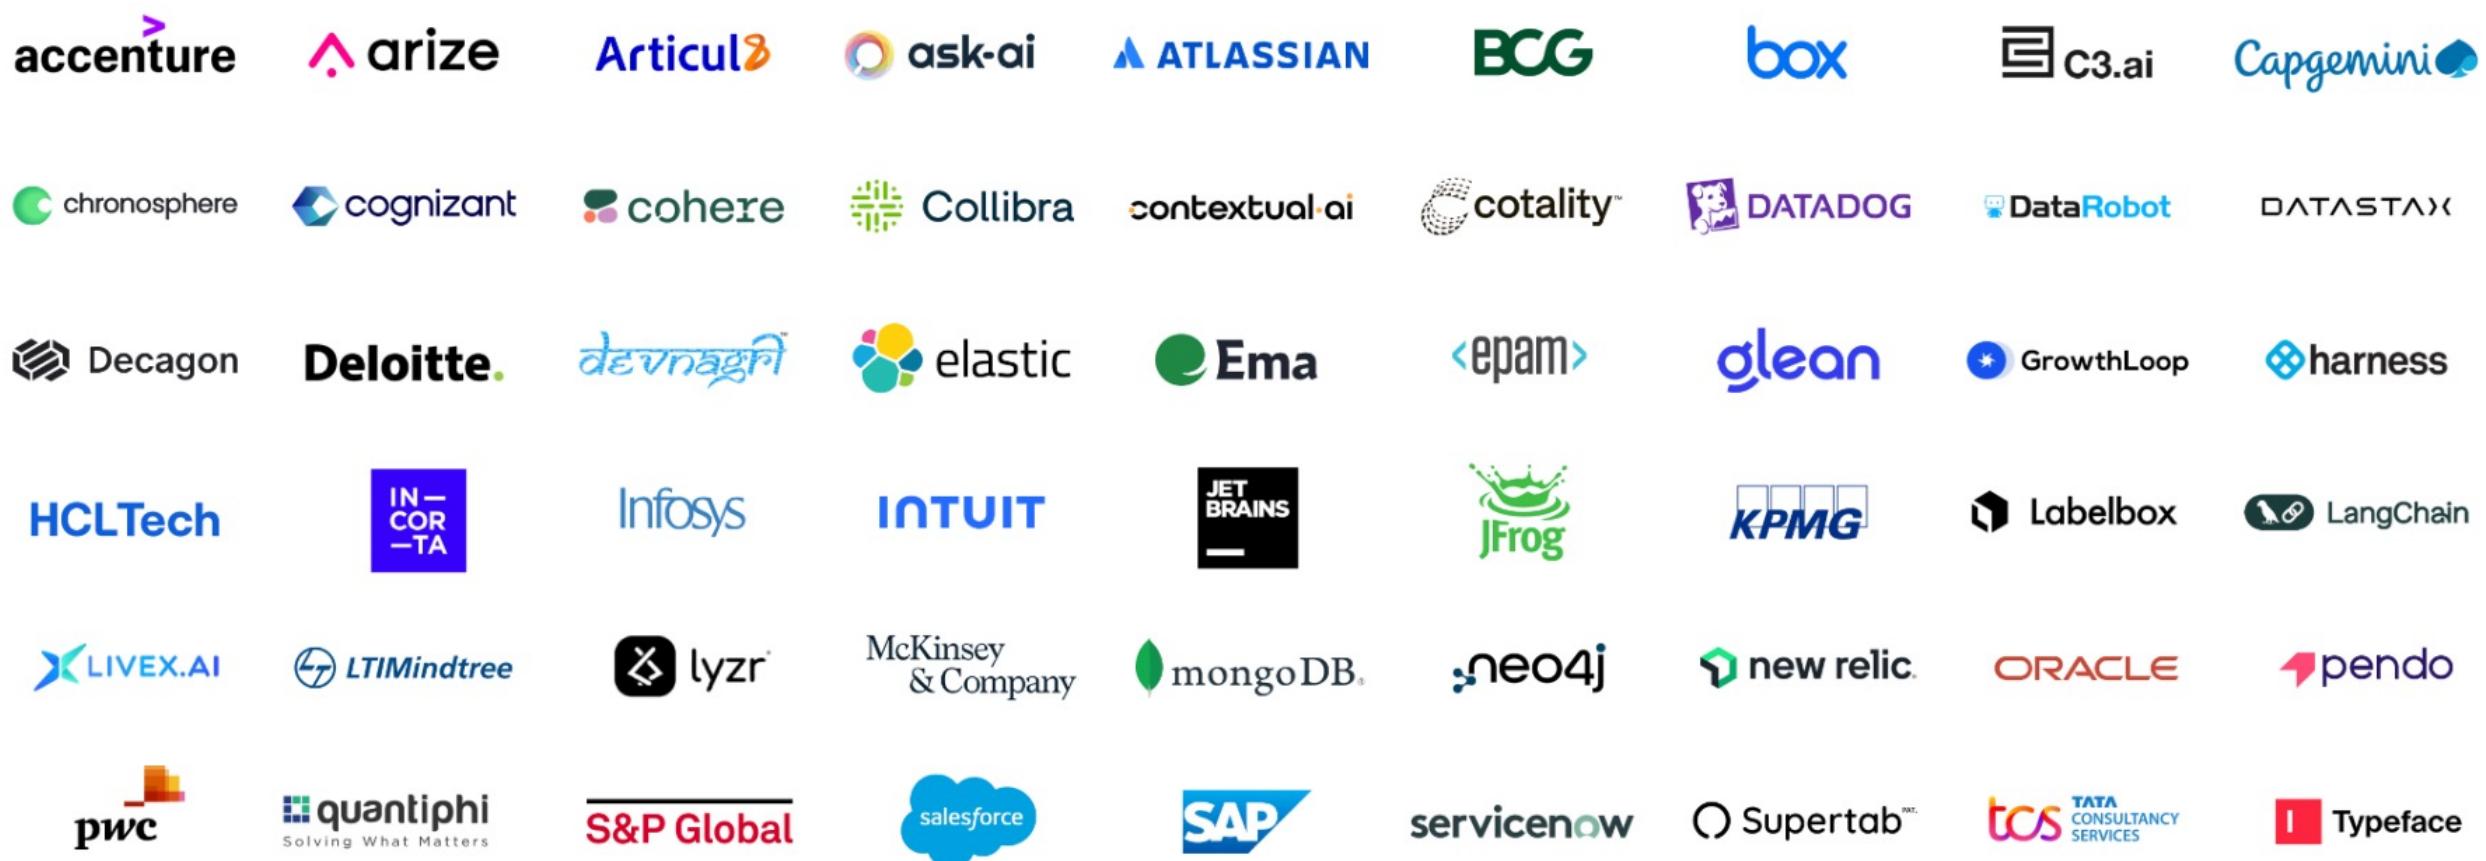 accenture
arize
Articul8
ask-ai
ATLASSIAN
BCG
box
C3.ai
Capgemini
chronosphere
cognizant
cohere
Collibra
contextual·ai
cotality™
DATADOG
DataRobot
DATASTAX
Decagon
Deloitte.
devnagri™
elastic
Ema
<epam>
glean
GrowthLoop
harness
HCLTech
IN—
COR
—TA
Infosys
INTUIT
JET
BRAINS
JFrog
KPMG
Labelbox
LangChain
LIVEX.AI
LTIMindtree
lyzr
McKinsey
& Company
mongoDB®
neo4j
new relic.
ORACLE
pendo
pwc
quantiphi
Solving What Matters
S&P Global
salesforce
SAP
servicenow
Supertab PAT.
tcs TATA
CONSULTANCY
SERVICES
Typeface